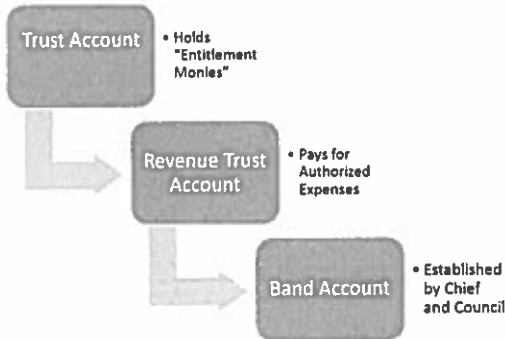 Trust Account
• Holds
"Entitlement
Monies"
Revenue Trust
Account
• Pays for
Authorized
Expenses
Band Account
• Established
by Chief
and Council